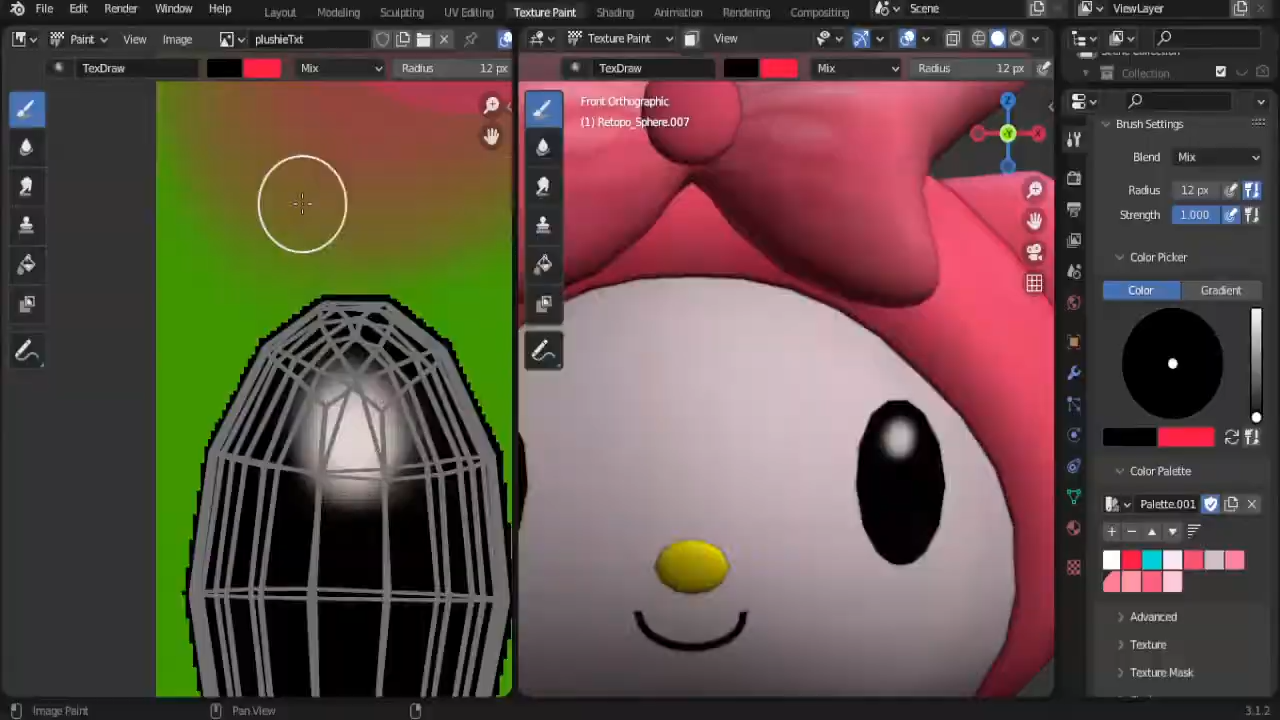 File Edit Render Window Help Layout Modeling Sculpting UV Editing Texture Paint Shading Animation Rendering Compositing Scene ViewLayer
Paint View Image plushieTxt Texture Paint View
Collection
TexDraw Mix Radius 12 px TexDraw Mix Radius 12 px
Front Orthographic
(1) Retopo_Sphere.007
Z
Y
X
Brush Settings
Blend Mix
Radius 12 px
Strength 1.000
Color Picker
Color Gradient
Color Palette
Palette.001
Advanced
Texture
Texture Mask
Image Paint Pan View 3.1.2